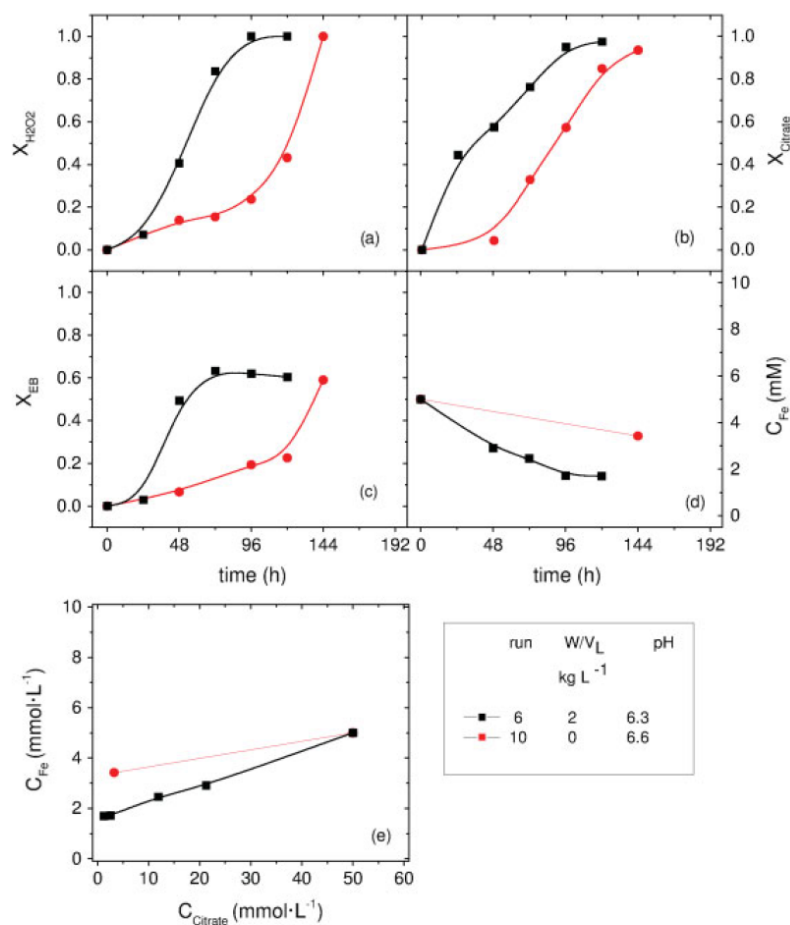 1.0
0.8
0.6
0.4
0.2
0.0
X_H2O2
(a)
1.0
0.8
0.6
0.4
0.2
0.0
X_Citrate
(b)
1.0
0.8
0.6
0.4
0.2
0.0
X_EB
(c)
0 48 96 144 192
time (h)
10
8
6
4
2
0
C_Fe (mM)
(d)
0 48 96 144 192
time (h)
10
8
6
4
2
0
C_Fe (mmol·L⁻¹)
(e)
0 10 20 30 40 50 60
C_Citrate (mmol·L⁻¹)
run W/V_L pH
kg L⁻¹
6 2 6.3
10 0 6.6